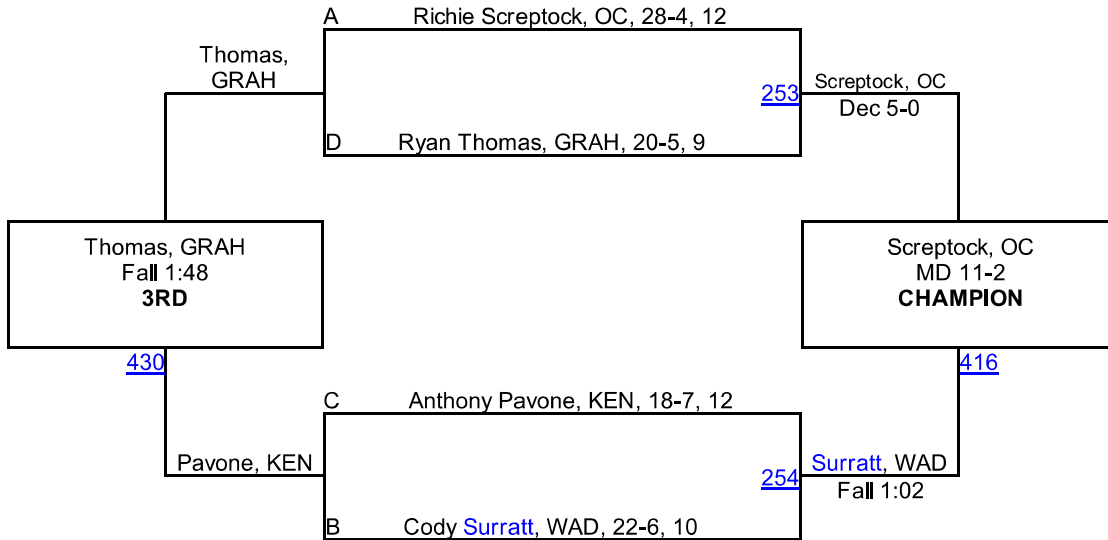 A
Richie Screptock, OC, 28-4, 12
Thomas,
GRAH
253
Screptock, OC
Dec 5-0
D
Ryan Thomas, GRAH, 20-5, 9
Thomas, GRAH
Fall 1:48
3RD
Screptock, OC
MD 11-2
CHAMPION
430
416
C
Anthony Pavone, KEN, 18-7, 12
Pavone, KEN
254
Surratt, WAD
Fall 1:02
B
Cody Surratt, WAD, 22-6, 10